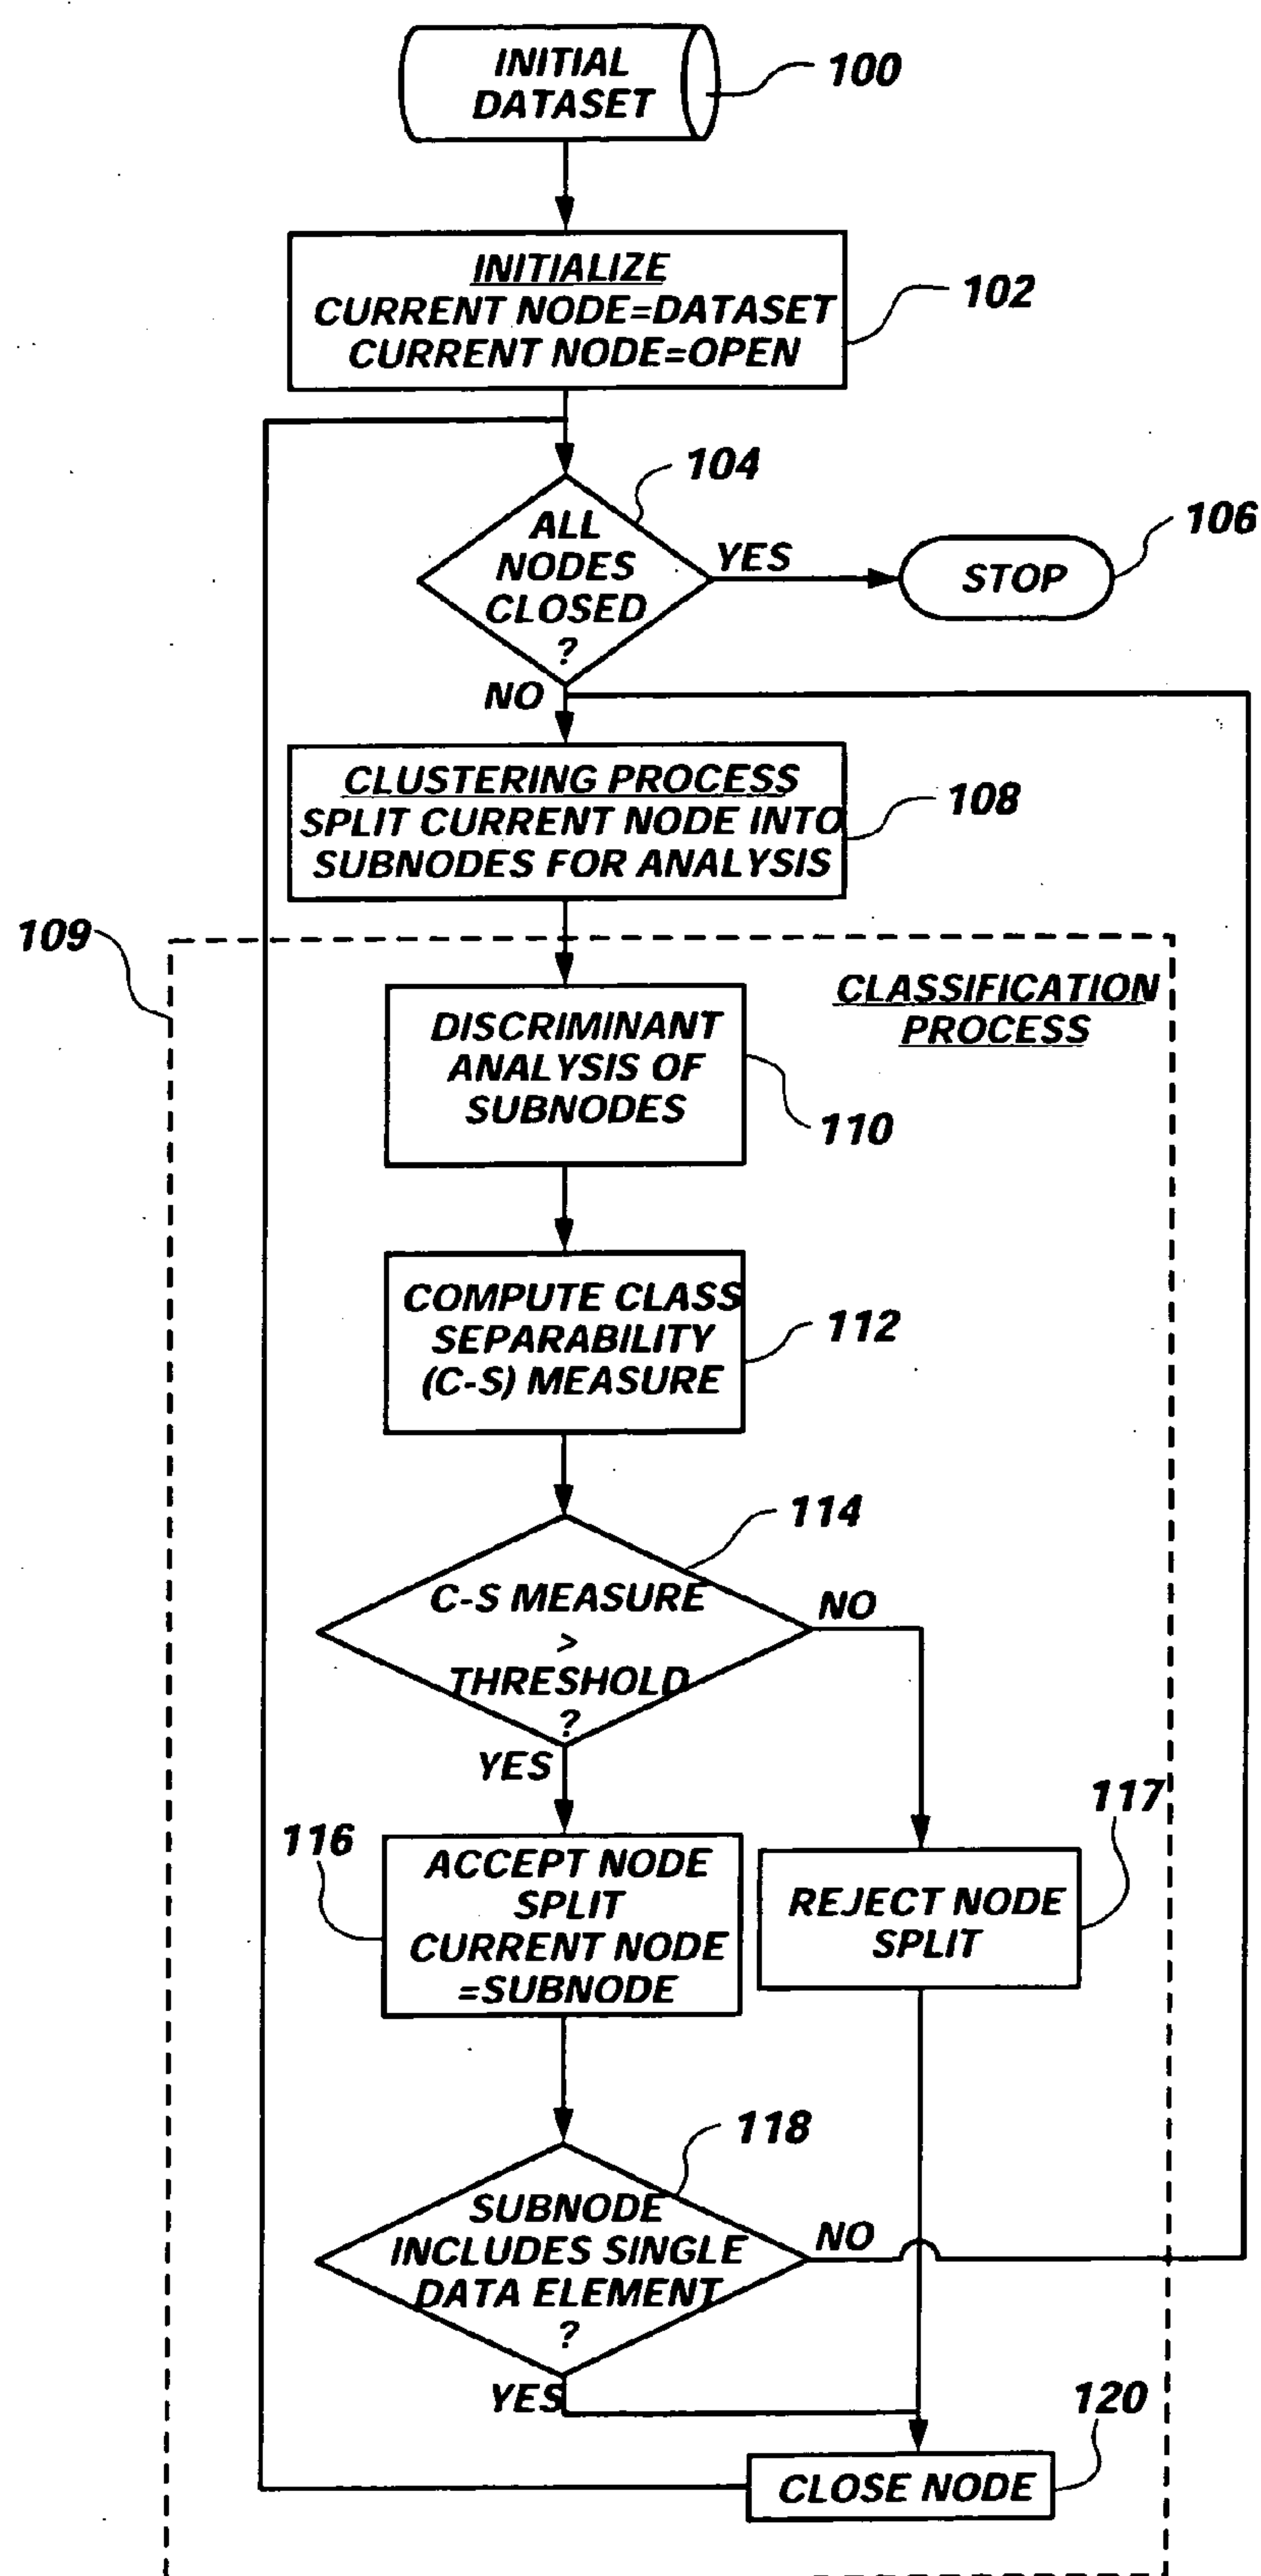 INITIAL
DATASET
100
INITIALIZE
CURRENT NODE=DATASET
CURRENT NODE=OPEN
102
104
ALL
NODES
CLOSED
?
YES
STOP
106
NO
CLUSTERING PROCESS
SPLIT CURRENT NODE INTO
SUBNODES FOR ANALYSIS
108
109
CLASSIFICATION
PROCESS
DISCRIMINANT
ANALYSIS OF
SUBNODES
110
COMPUTE CLASS
SEPARABILITY
(C-S) MEASURE
112
114
C-S MEASURE
>
THRESHOLD
?
NO
YES
116
ACCEPT NODE
SPLIT
CURRENT NODE
=SUBNODE
117
REJECT NODE
SPLIT
118
SUBNODE
INCLUDES SINGLE
DATA ELEMENT
?
NO
YES
120
CLOSE NODE